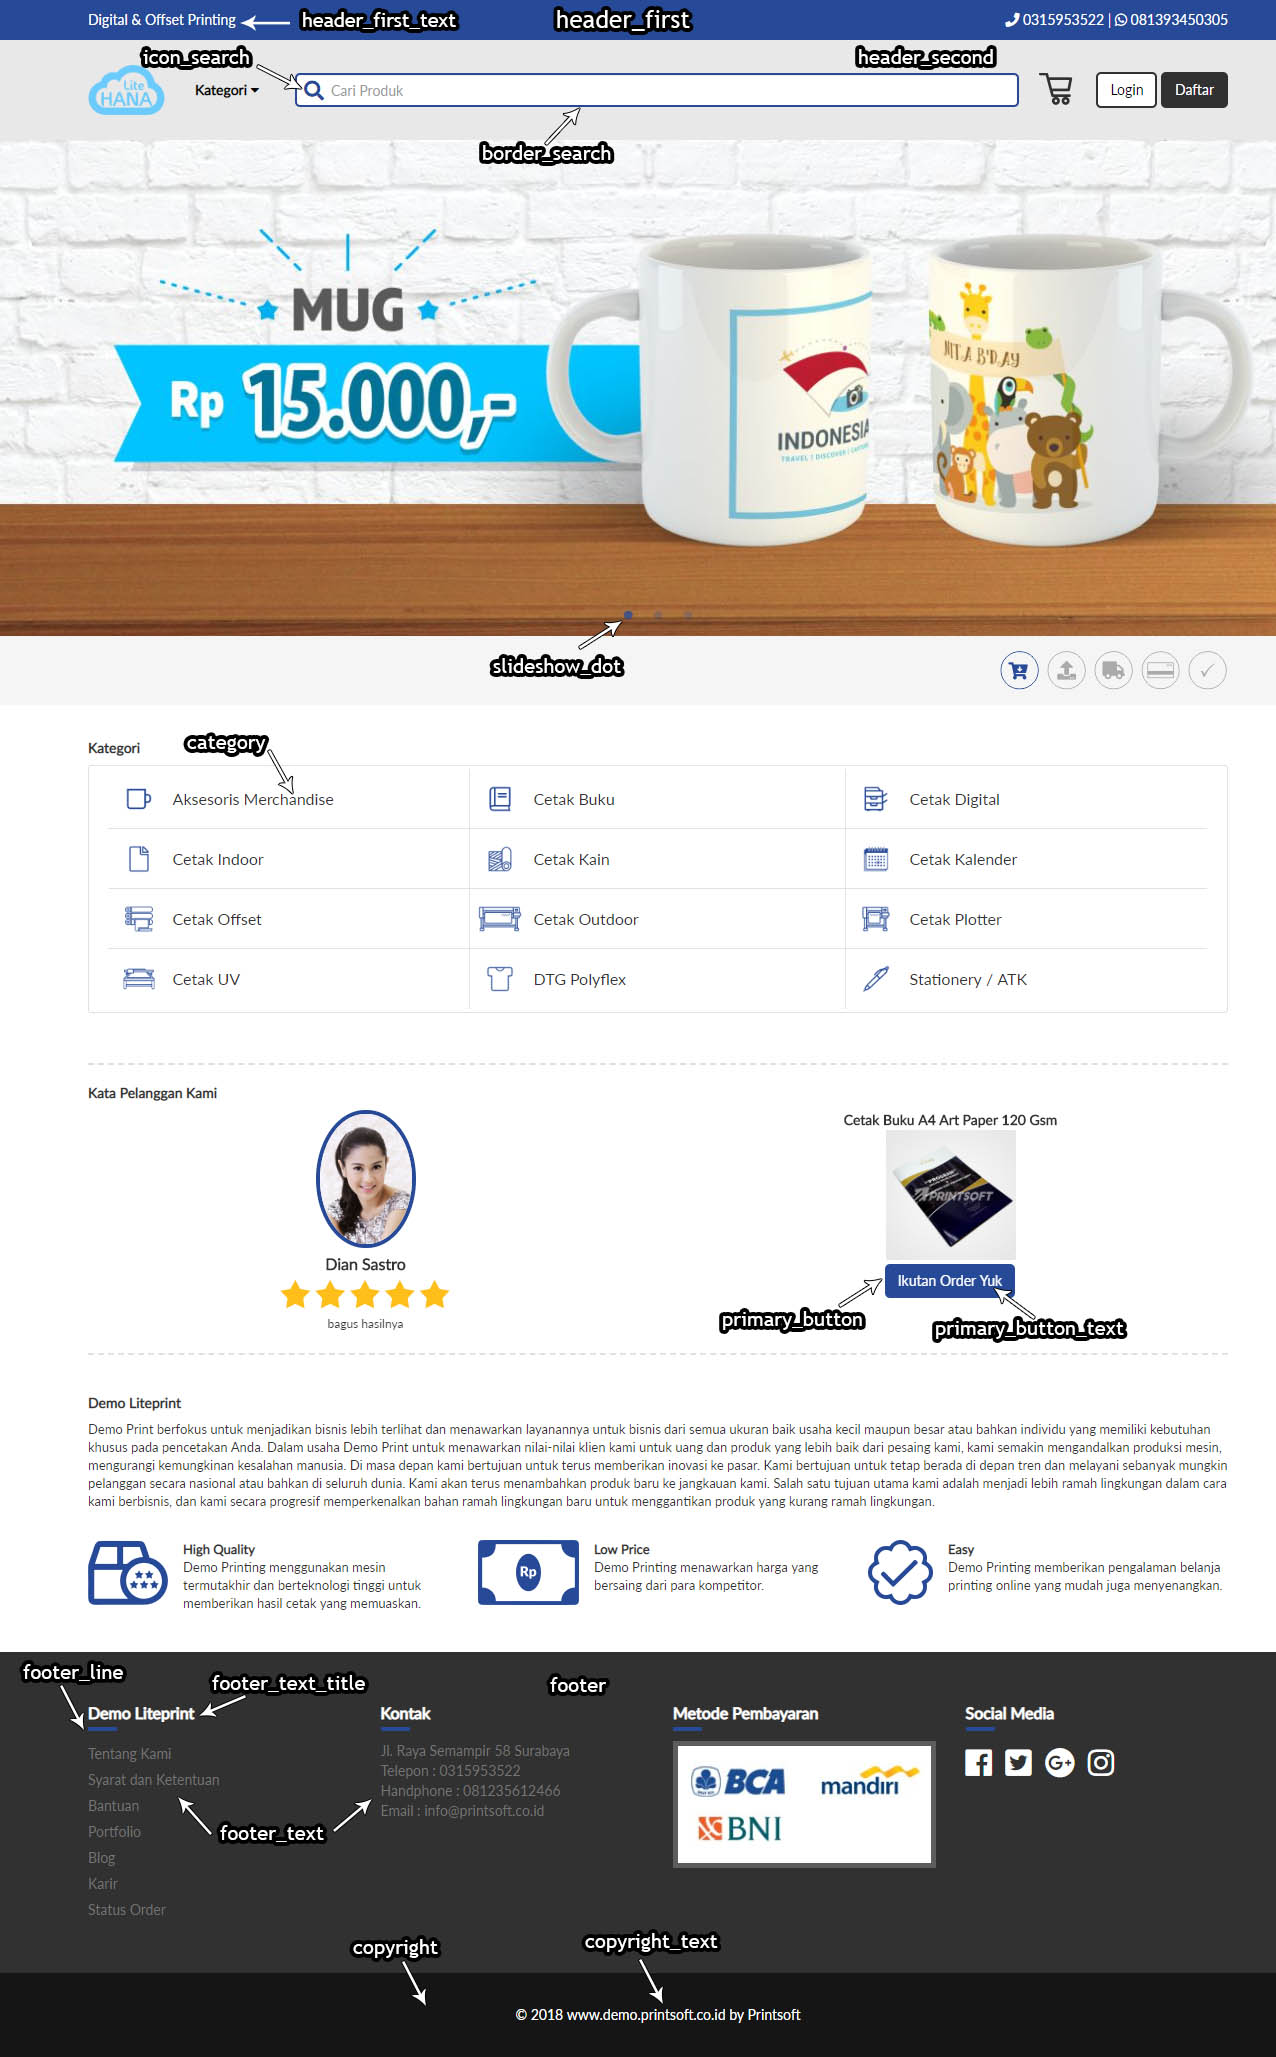 Digital & Offset Printing
header_first_text
header_first
0315953522 | 081393450305
icon_search
header_second
Lite
HANA
Kategori
Cari Produk
Login
Daftar
border_search
MUG
Rp 15.000,-
INDONESIA
NIT.A B'DAY
slideshow_dot
Kategori
category
Aksesoris Merchandise
Cetak Buku
Cetak Digital
Cetak Indoor
Cetak Kain
Cetak Kalender
Cetak Offset
Cetak Outdoor
Cetak Plotter
Cetak UV
DTG Polyflex
Stationery / ATK
Kata Pelanggan Kami
Cetak Buku A4 Art Paper 120 Gsm
PRINTSOFT
Dian Sastro
bagus hasilnya
Ikutan Order Yuk
primary_button
primary_button_text
Demo Liteprint
Demo Print berfokus untuk menjadikan bisnis lebih terlihat dan menawarkan layanannya untuk bisnis dari semua ukuran baik usaha kecil maupun besar atau bahkan individu yang memiliki kebutuhan
khusus pada pencetakan Anda. Dalam usaha Demo Print untuk menawarkan nilai-nilai klien kami untuk uang dan produk yang lebih baik dari pesaing kami, kami semakin mengandalkan produksi mesin,
mengurangi kemungkinan kesalahan manusia. Di masa depan kami bertujuan untuk terus memberikan inovasi ke pasar. Kami bertujuan untuk tetap berada di depan tren dan melayani sebanyak mungkin
pelanggan secara nasional atau bahkan di seluruh dunia. Kami akan terus menambahkan produk baru ke jangkauan kami. Salah satu tujuan utama kami adalah menjadi lebih ramah lingkungan dalam cara
kami berbisnis, dan kami secara progresif memperkenalkan bahan ramah lingkungan baru untuk menggantikan produk yang kurang ramah lingkungan.
High Quality
Demo Printing menggunakan mesin
termutakhir dan berteknologi tinggi untuk
memberikan hasil cetak yang memuaskan.
Rp
Low Price
Demo Printing menawarkan harga yang
bersaing dari para kompetitor.
Easy
Demo Printing memberikan pengalaman belanja
printing online yang mudah juga menyenangkan.
footer_line
footer_text_title
footer
Demo Liteprint
Tentang Kami
Syarat dan Ketentuan
Bantuan
Portfolio
Blog
Karir
Status Order
footer_text
Kontak
Jl. Raya Semampir 58 Surabaya
Telepon : 0315953522
Handphone : 081235612466
Email : info@printsoft.co.id
Metode Pembayaran
BCA
mandiri
BNI
Social Media
G+
copyright
copyright_text
© 2018 www.demo.printsoft.co.id by Printsoft